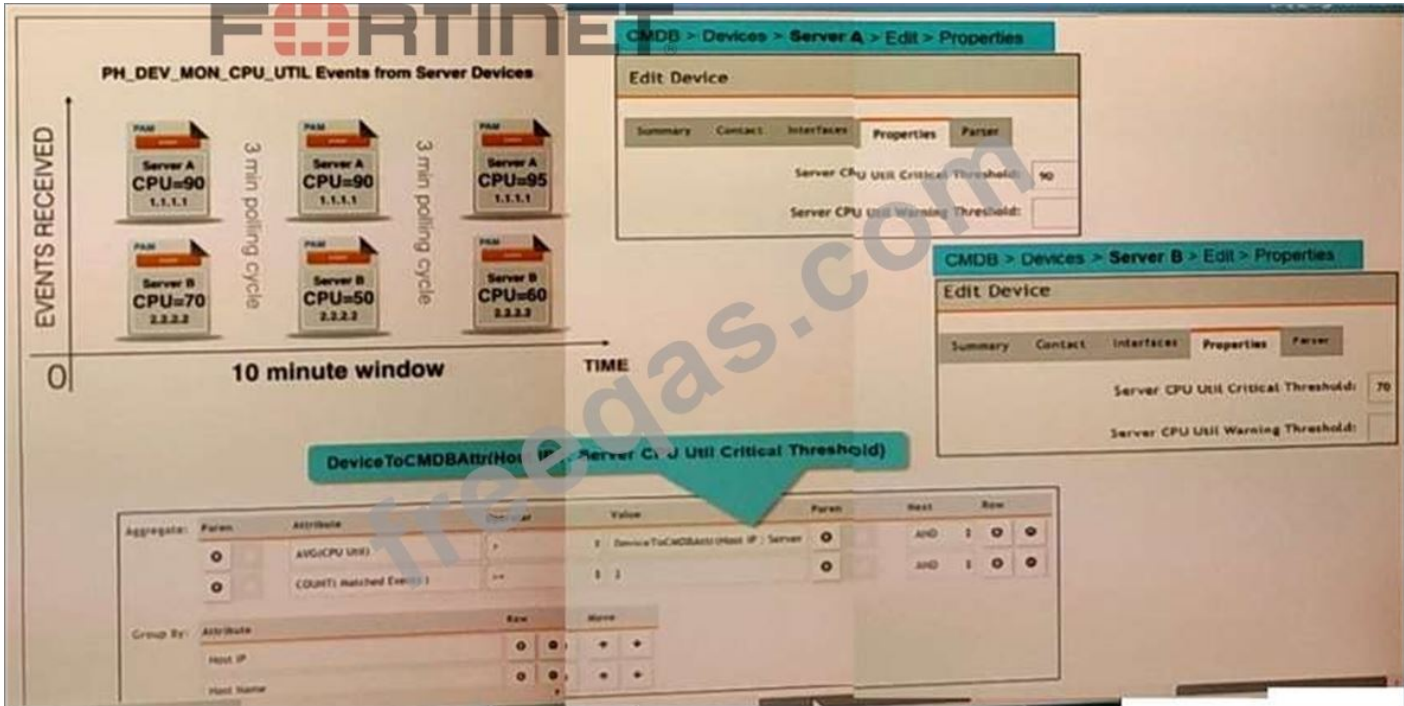 FORTINET
PH_DEV_MON_CPU_UTIL Events from Server Devices
EVENTS RECEIVED
PAM
Server A
CPU=90
1.1.1.1
3 min polling cycle
PAM
Server A
CPU=90
1.1.1.1
3 min polling cycle
PAM
Server A
CPU=95
1.1.1.1
PAM
Server B
CPU=70
2.2.2.2
PAM
Server B
CPU=50
2.2.2.2
PAM
Server B
CPU=60
2.2.2.2
0
10 minute window
TIME
CMDB > Devices > Server A > Edit > Properties
Edit Device
Summary Contact Interfaces Properties Parser
Server CPU Util Critical Threshold: 90
Server CPU Util Warning Threshold:
CMDB > Devices > Server B > Edit > Properties
Edit Device
Summary Contact Interfaces Properties Parser
Server CPU Util Critical Threshold: 70
Server CPU Util Warning Threshold:
freeqas.com
DeviceToCMDBAttr(Host IP : Server CPU Util Critical Threshold)
Aggregate: Paren Attribute Operator Value Paren Next Row
AVG(CPU Util) > DeviceToCMDBAttr(Host IP : Server AND
COUNT( Matched Events ) >= AND
Group By: Attribute Row Move
Host IP
Host Name